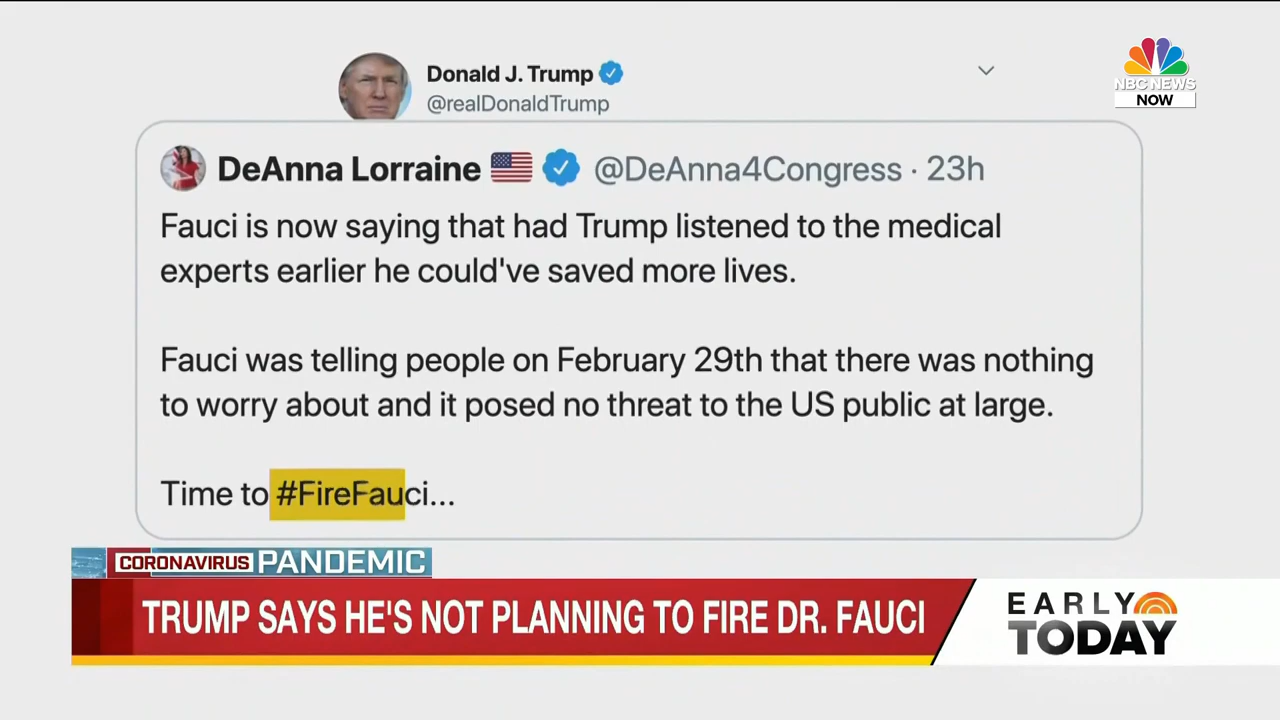 Donald J. Trump
@realDonaldTrump
NBC NEWS
NOW
DeAnna Lorraine @DeAnna4Congress · 23h
Fauci is now saying that had Trump listened to the medical
experts earlier he could've saved more lives.
Fauci was telling people on February 29th that there was nothing
to worry about and it posed no threat to the US public at large.
Time to #FireFauci...
CORONAVIRUS PANDEMIC
TRUMP SAYS HE'S NOT PLANNING TO FIRE DR. FAUCI
EARLY
TODAY